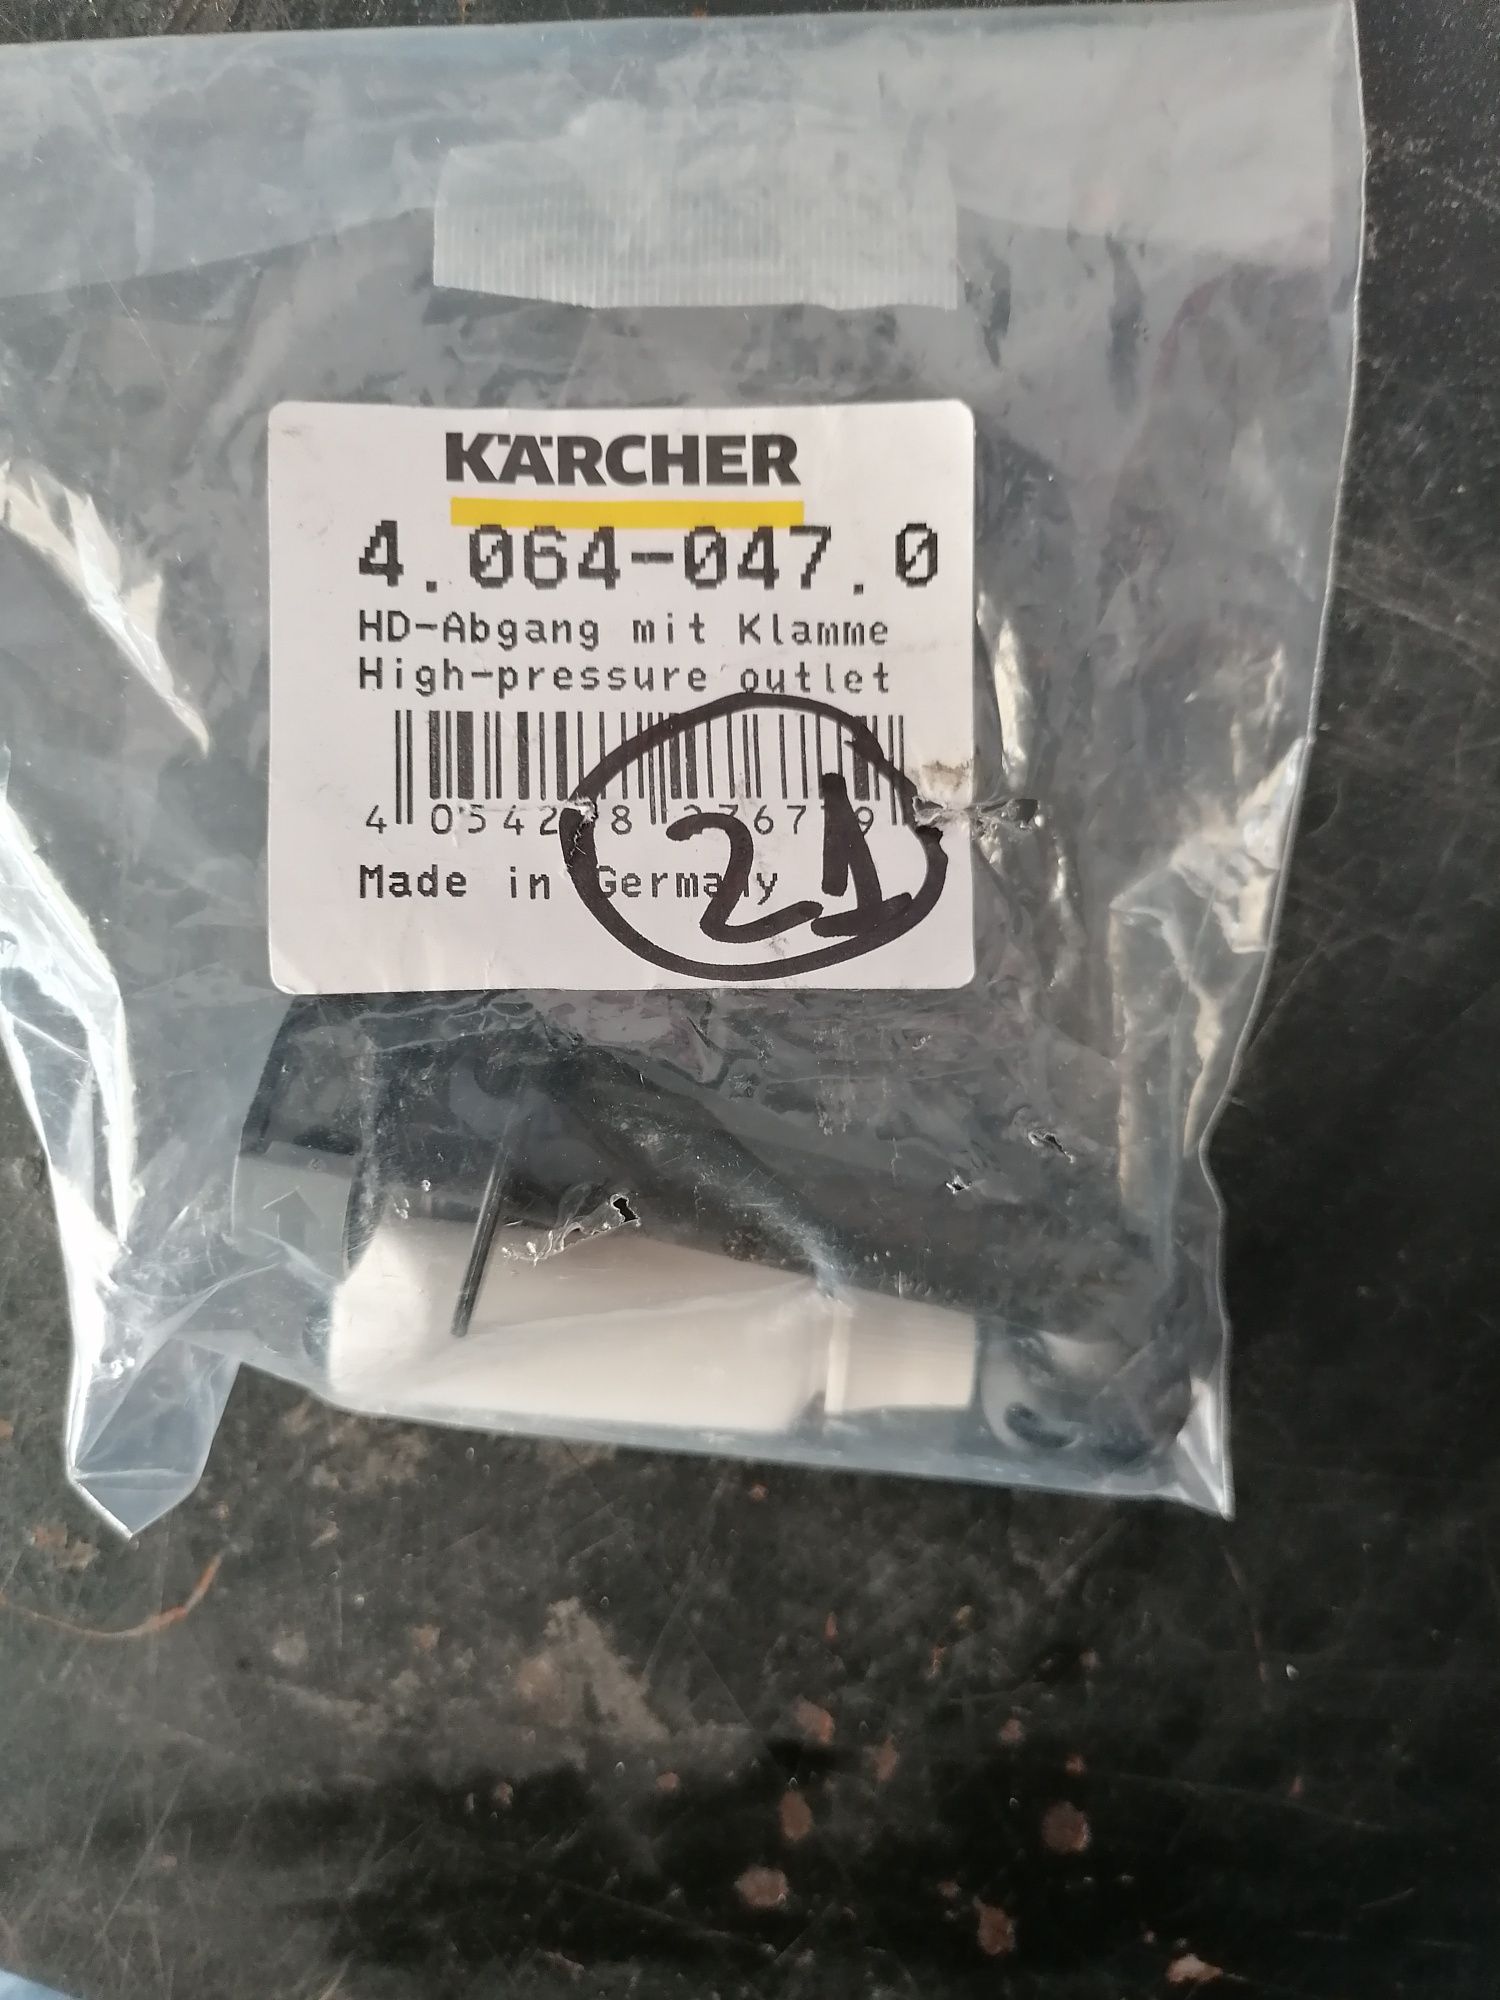 KÄRCHER
4.064-047.0
HD-Abgang mit Klamme
High-pressure outlet
Made in Germany
21